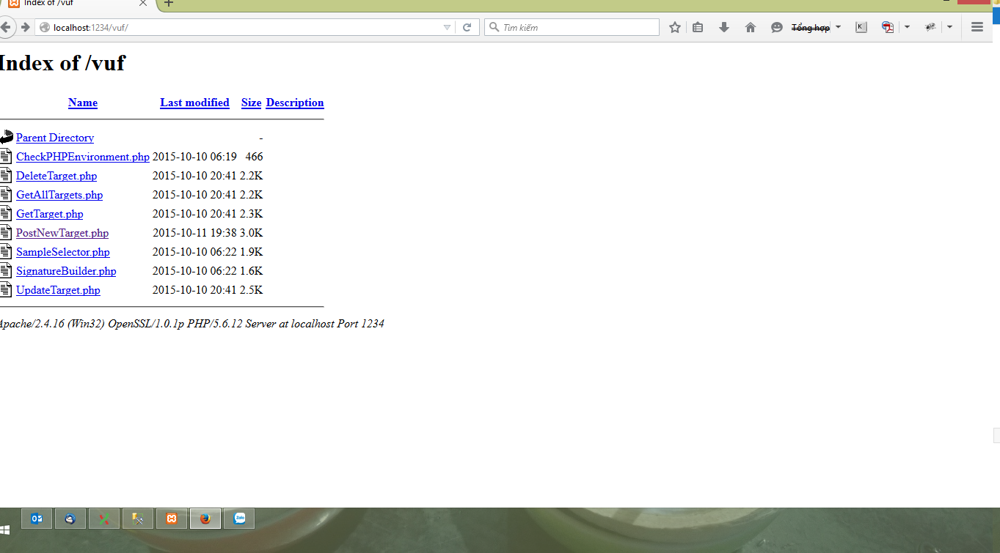 Index of /vuf
localhost:1234/vuf/
Tìm kiếm
Tổng hợp
K
Index of /vuf
Name Last modified Size Description
Parent Directory -
CheckPHPEnvironment.php 2015-10-10 06:19 466
DeleteTarget.php 2015-10-10 20:41 2.2K
GetAllTargets.php 2015-10-10 20:41 2.2K
GetTarget.php 2015-10-10 20:41 2.3K
PostNewTarget.php 2015-10-11 19:38 3.0K
SampleSelector.php 2015-10-10 06:22 1.9K
SignatureBuilder.php 2015-10-10 06:22 1.6K
UpdateTarget.php 2015-10-10 20:41 2.5K
Apache/2.4.16 (Win32) OpenSSL/1.0.1p PHP/5.6.12 Server at localhost Port 1234
Zalo